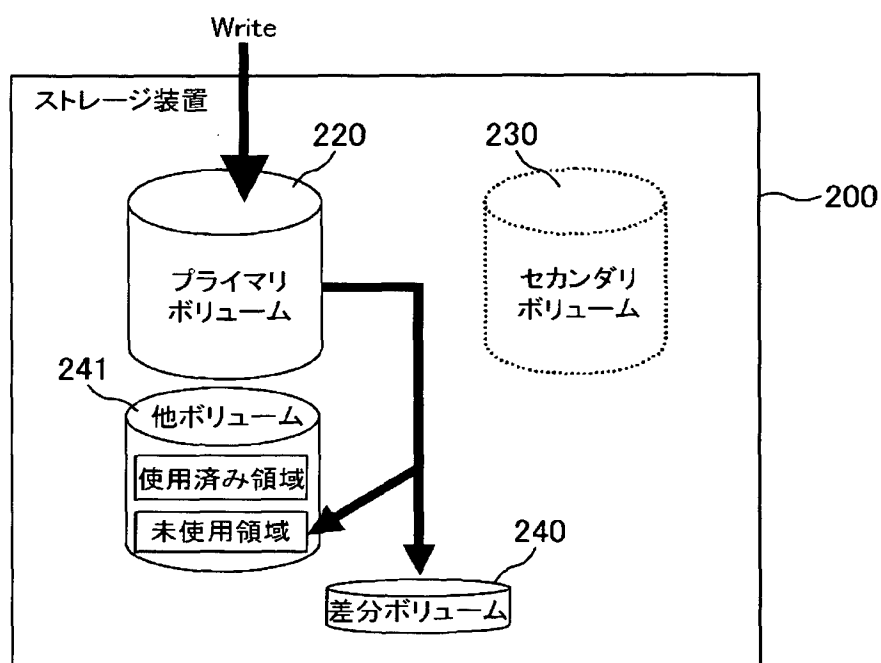 Write
ストレージ装置
220
230
200
プライマリ
ボリューム
セカンダリ
ボリューム
241
他ボリューム
使用済み領域
未使用領域
240
差分ボリューム